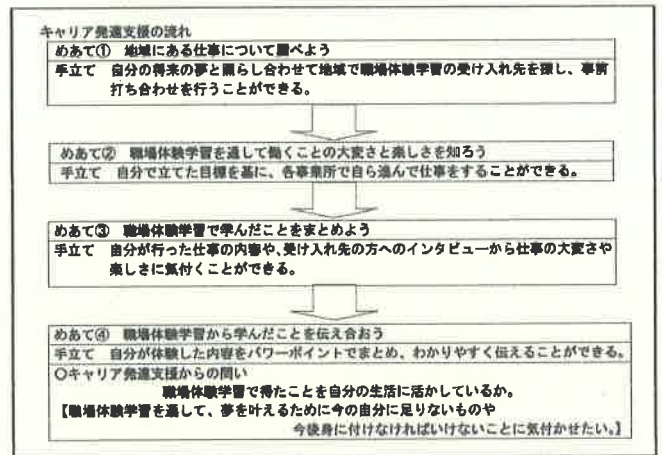 キャリア発達支援の流れ
めあて① 地域にある仕事について調べよう
手立て 自分の将来の夢と照らし合わせて地域で職場体験学習の受け入れ先を探し、事前
打ち合わせを行うことができる。
めあて② 職場体験学習を通して働くことの大変さと楽しさを知ろう
手立て 自分で立てた目標を基に、各事業所で自ら進んで仕事をすることができる。
めあて③ 職場体験学習で学んだことをまとめよう
手立て 自分が行った仕事の内容や、受け入れ先の方へのインタビューから仕事の大変さや
楽しさに気付くことができる。
めあて④ 職場体験学習から学んだことを伝え合おう
手立て 自分が体験した内容をパワーポイントでまとめ、わかりやすく伝えることができる。
○キャリア発達支援からの問い
職場体験学習で得たことを自分の生活に活かしているか。
【職場体験学習を通して、夢を叶えるために今の自分に足りないものや
今後身に付けなければいけないことに気付かせたい。】